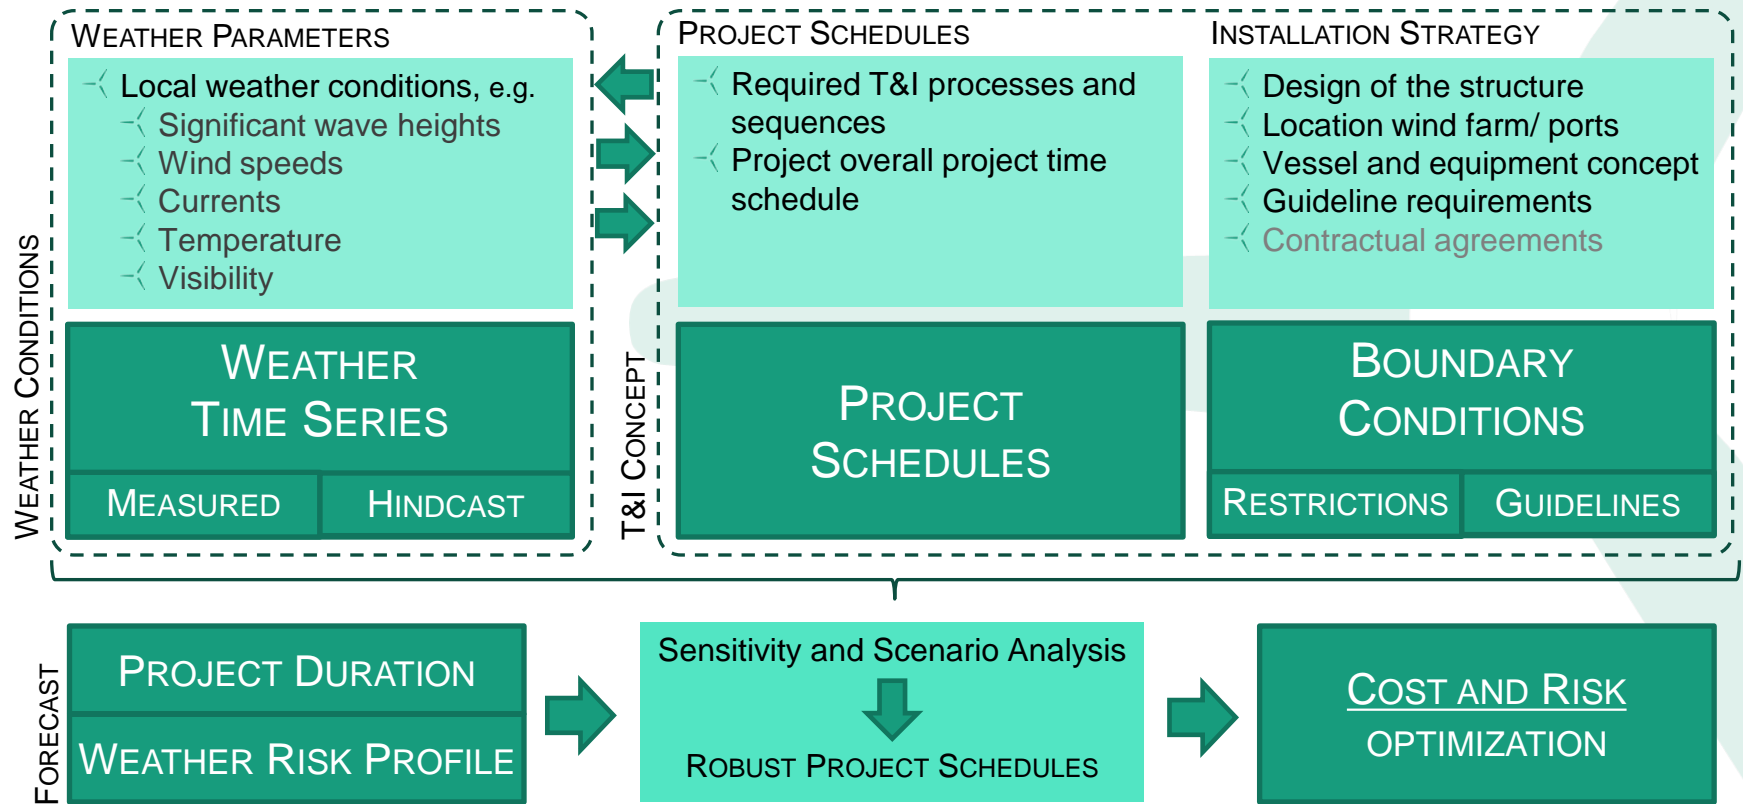 WEATHER PARAMETERS
Local weather conditions, e.g.
Significant wave heights
Wind speeds
Currents
Temperature
Visibility
WEATHER
TIME SERIES
MEASURED
HINDCAST
WEATHER CONDITIONS
PROJECT SCHEDULES
Required T&I processes and
sequences
Project overall project time
schedule
PROJECT
SCHEDULES
T&I CONCEPT
INSTALLATION STRATEGY
Design of the structure
Location wind farm/ ports
Vessel and equipment concept
Guideline requirements
Contractual agreements
BOUNDARY
CONDITIONS
RESTRICTIONS
GUIDELINES
FORECAST
PROJECT DURATION
WEATHER RISK PROFILE
Sensitivity and Scenario Analysis
ROBUST PROJECT SCHEDULES
COST AND RISK
OPTIMIZATION